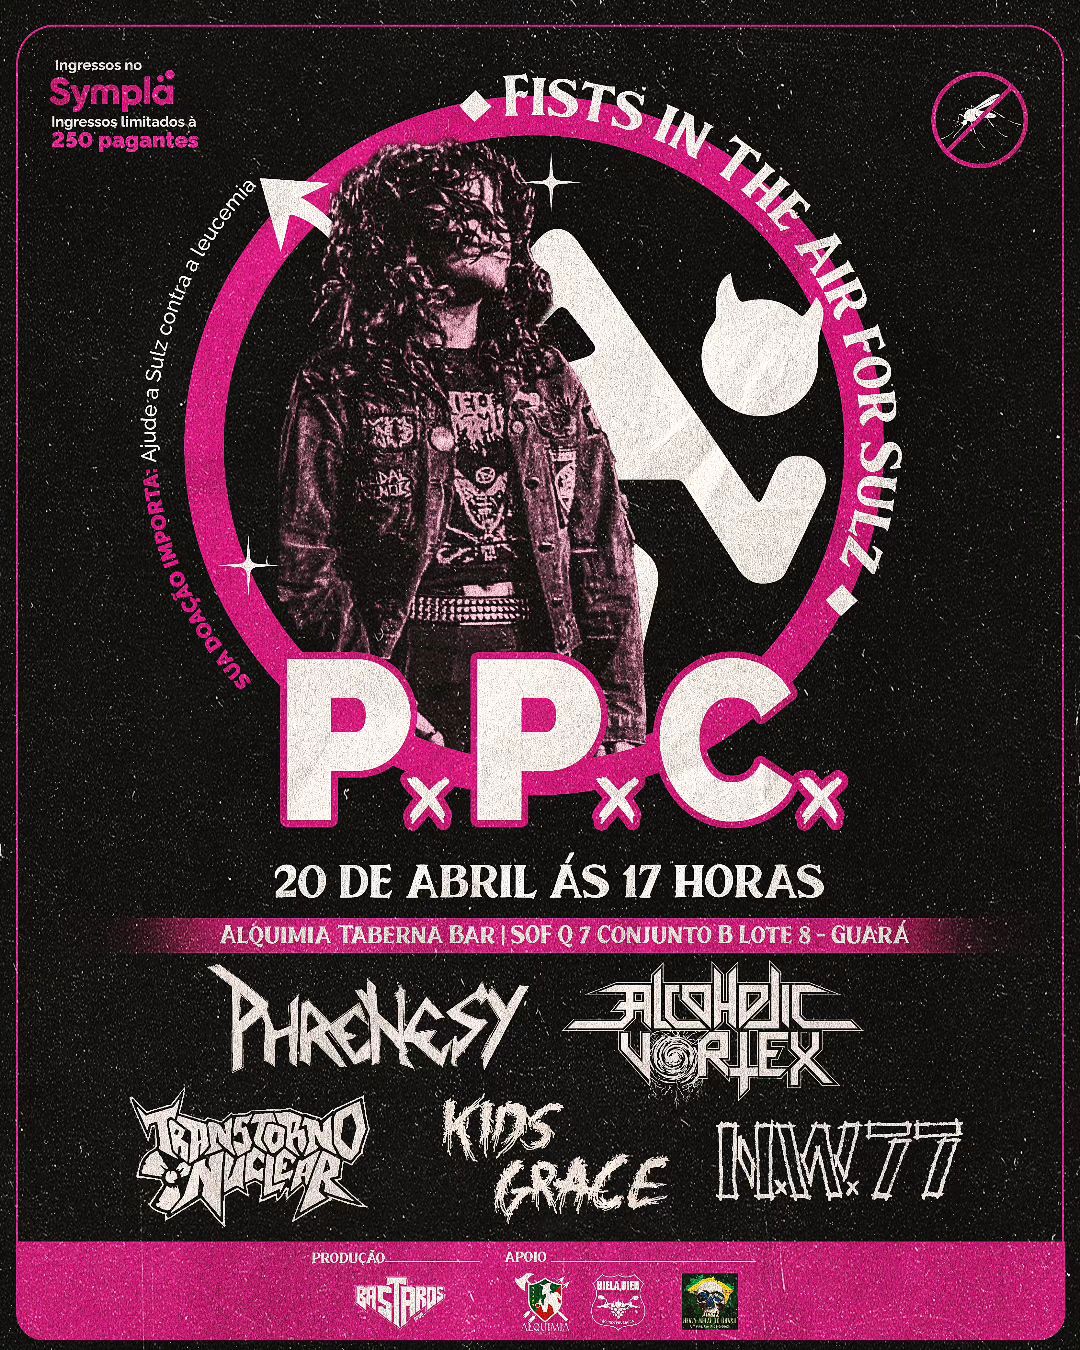 Ingressos no
Sympla
Ingressos limitados à
250 pagantes
FISTS IN THE AIR FOR SULZ
SUA DOAÇÃO IMPORTA: Ajude a Sulz contra a leucemia
P.x P.x C.x
20 DE ABRIL ÁS 17 HORAS
ALQUIMIA TABERNA BAR | SOF Q 7 CONJUNTO B LOTE 8 - GUARÁ
PHRENESY
ALCOHOLIC
VORTEX
TRANSTORNO
NUCLEAR
KIDS
GRACE
N.W.77
PRODUÇÃO
APOIO
BASTARDS
ALQUIMIA
BIELA BIER